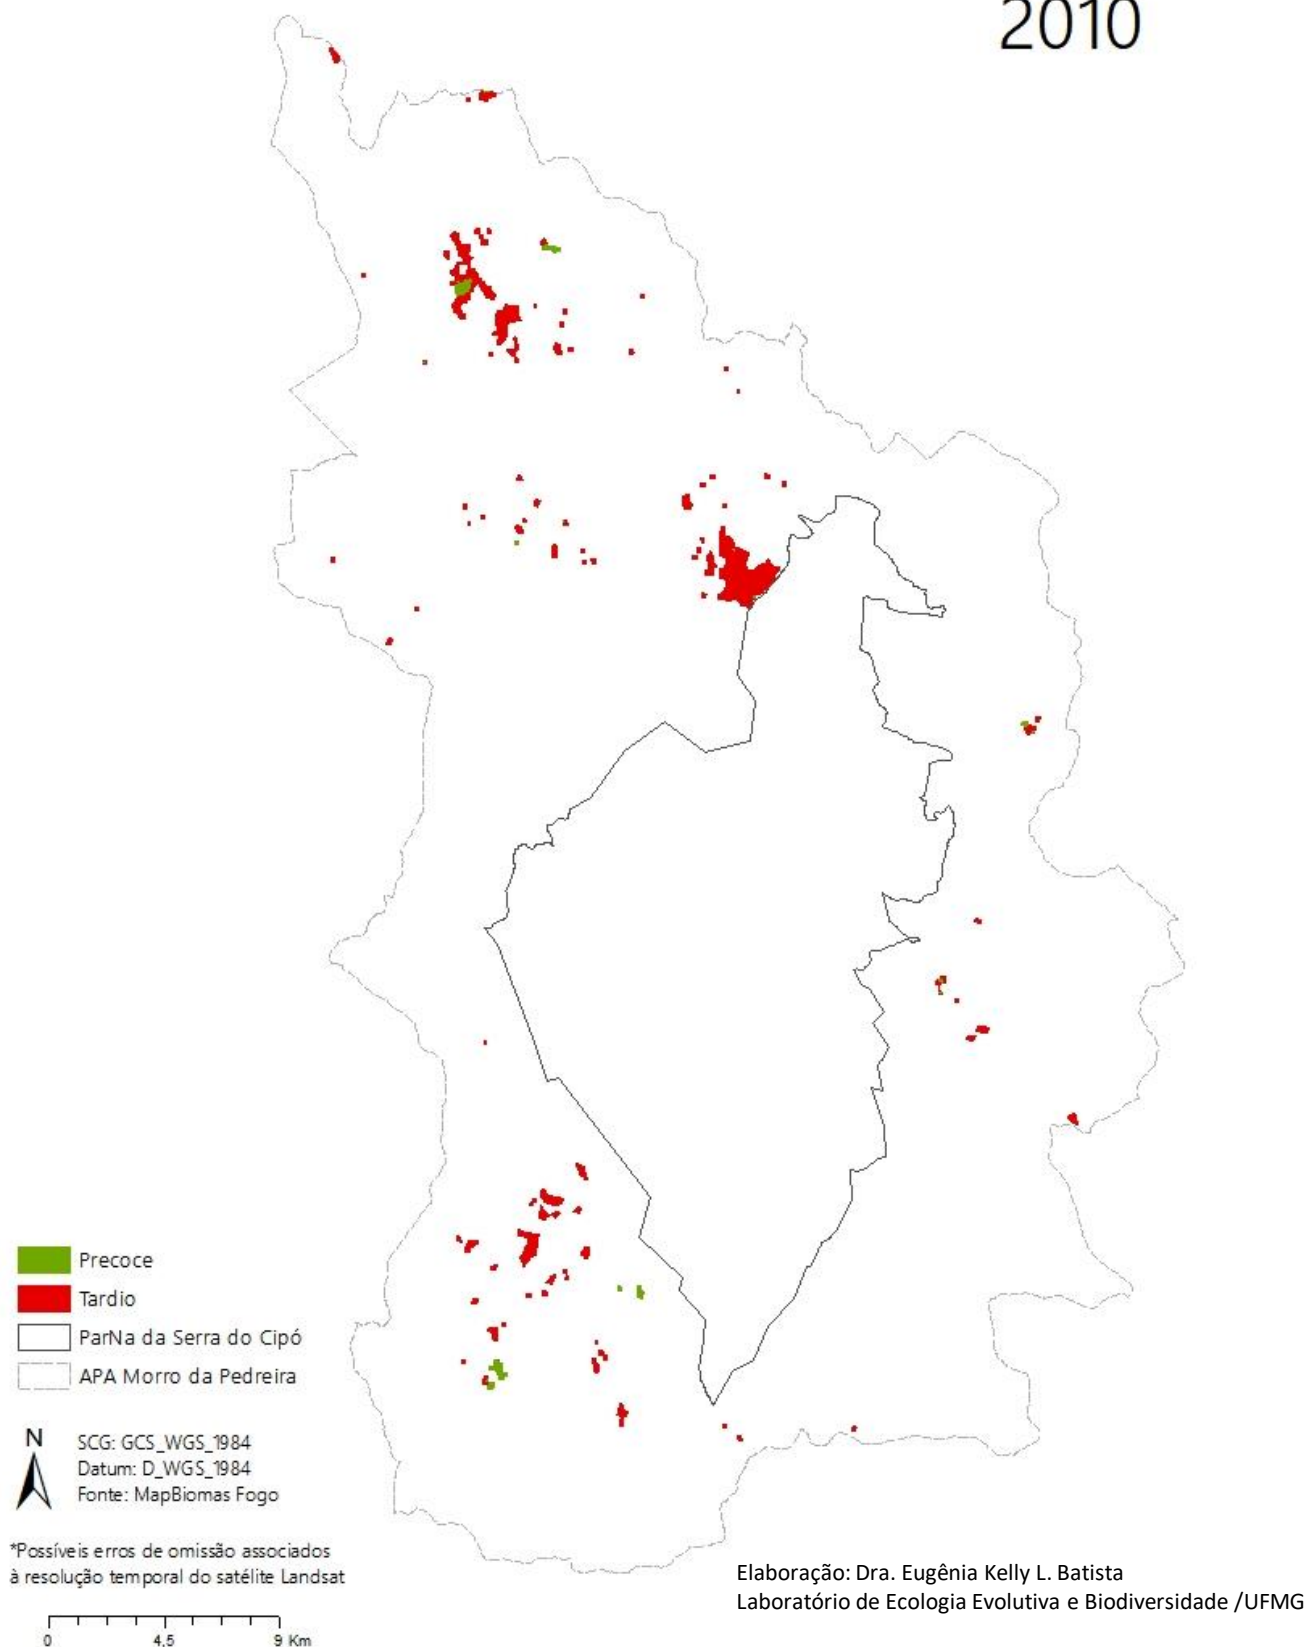 2010
Precoce
Tardio
ParNa da Serra do Cipó
APA Morro da Pedreira
N
SCG: GCS_WGS_1984
Datum: D_WGS_1984
Fonte: MapBiomas Fogo
*Possíveis erros de omissão associados
à resolução temporal do satélite Landsat
0 4,5 9 Km
Elaboração: Dra. Eugênia Kelly L. Batista
Laboratório de Ecologia Evolutiva e Biodiversidade /UFMG